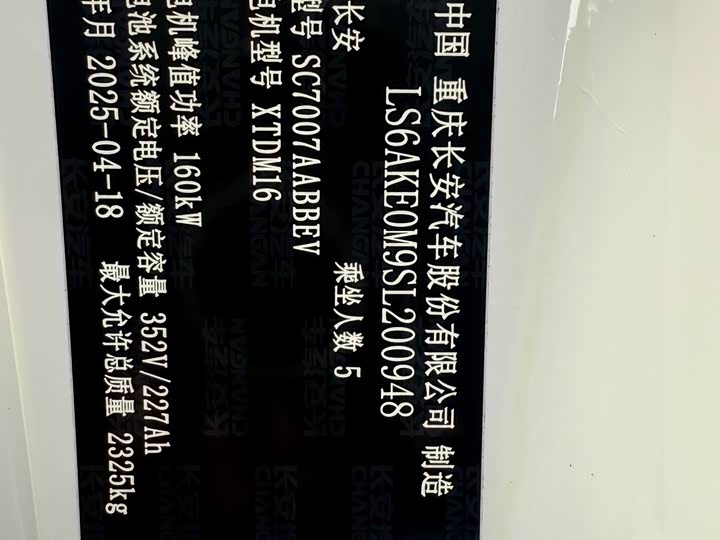 中国 重庆长安汽车股份有限公司 制造
LS6AKE0M9SL200948
长安 乘坐人数 5
型号 SC7007AABBEV
电机型号 XTDM16
电机峰值功率 160kW
电池系统额定电压/额定容量 352V/227Ah
年月 2025-04-18 最大允许总质量 2325kg